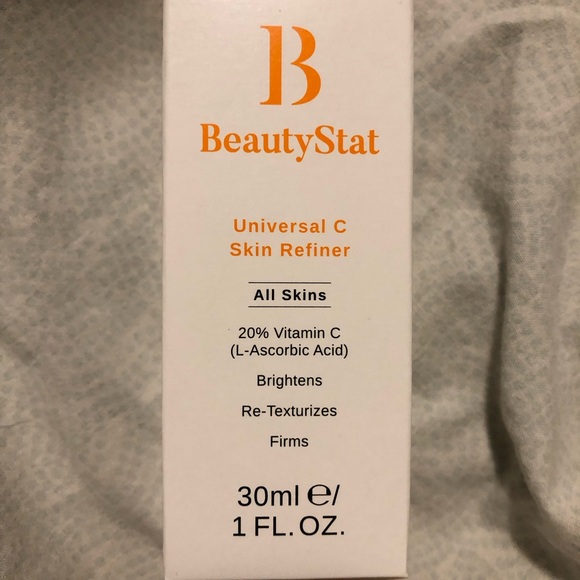 B
BeautyStat
Universal C
Skin Refiner
All Skins
20% Vitamin C
(L-Ascorbic Acid)
Brightens
Re-Texturizes
Firms
30ml ℮/
1 FL. OZ.